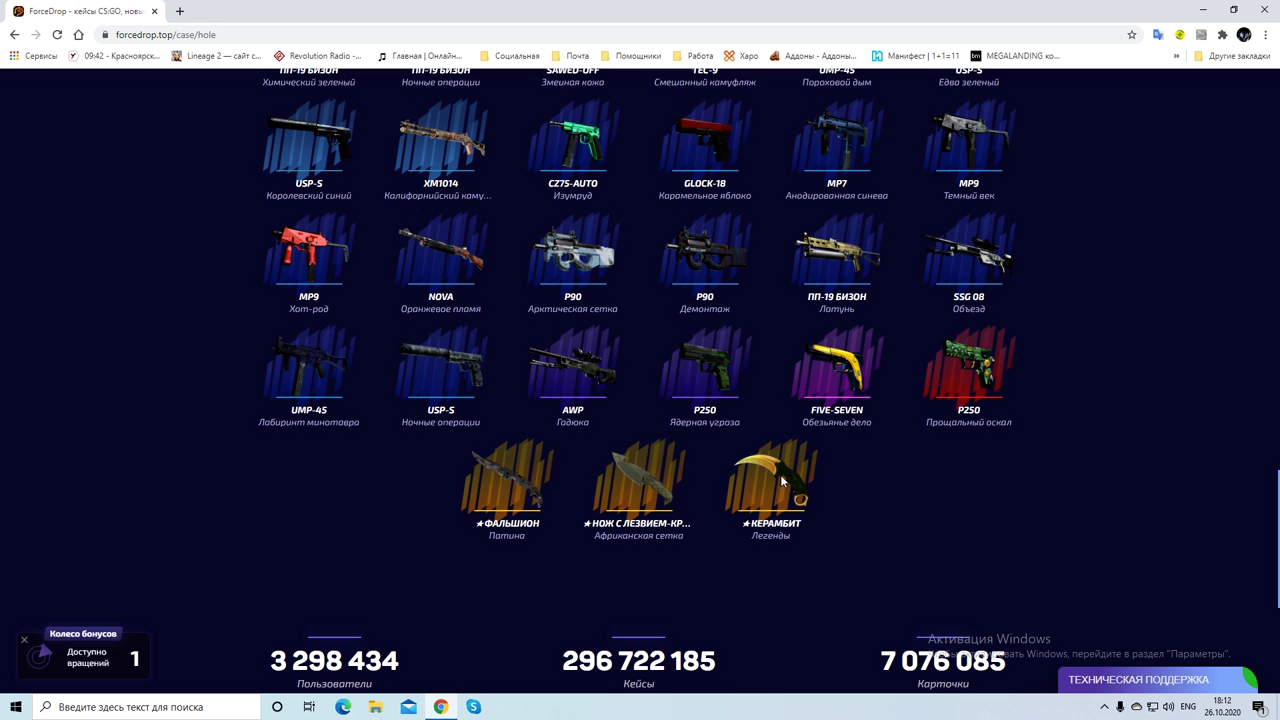 ForceDrop - кейсы CS:GO, новы
forcedrop.top/case/hole
Сервисы
09:42 - Красноярск...
Lineage 2 — сайт с...
Revolution Radio -...
Главная | Онлайн...
Социальная
Почта
Помощники
Работа
Харо
Аддоны - Аддоны...
Манифест | 1+1=11
MEGALANDING ко...
»
Другие закладки
ПП-19 БИЗОН ПП-19 БИЗОН SAWED-OFF TEC-9 UMP-45 USP-S
Химический зеленый Ночные операции Змеиная кожа Смешанный камуфляж Пороховой дым Едва зеленый
USP-S XM1014 CZ75-AUTO GLOCK-18 MP7 MP9
Королевский синий Калифорнийский каму... Изумруд Карамельное яблоко Анодированная синева Темный век
MP9 NOVA P90 P90 ПП-19 БИЗОН SSG 08
Хот-род Оранжевое пламя Арктическая сетка Демонтаж Латунь Объезд
UMP-45 USP-S AWP P250 FIVE-SEVEN P250
Лабиринт минотавра Ночные операции Гадюка Ядерная угроза Обезьянье дело Прощальный оскал
★ ФАЛЬШИОН ★ НОЖ С ЛЕЗВИЕМ-КР... ★ КЕРАМБИТ
Патина Африканская сетка Легенды
Колесо бонусов
Доступно
вращений
1
3 298 434 296 722 185 7 076 085
Пользователи Кейсы Карточки
Активация Windows
Windows, перейдите в раздел "Параметры".
ТЕХНИЧЕСКАЯ ПОДДЕРЖКА
Введите здесь текст для поиска
ENG
18:12
26.10.2020